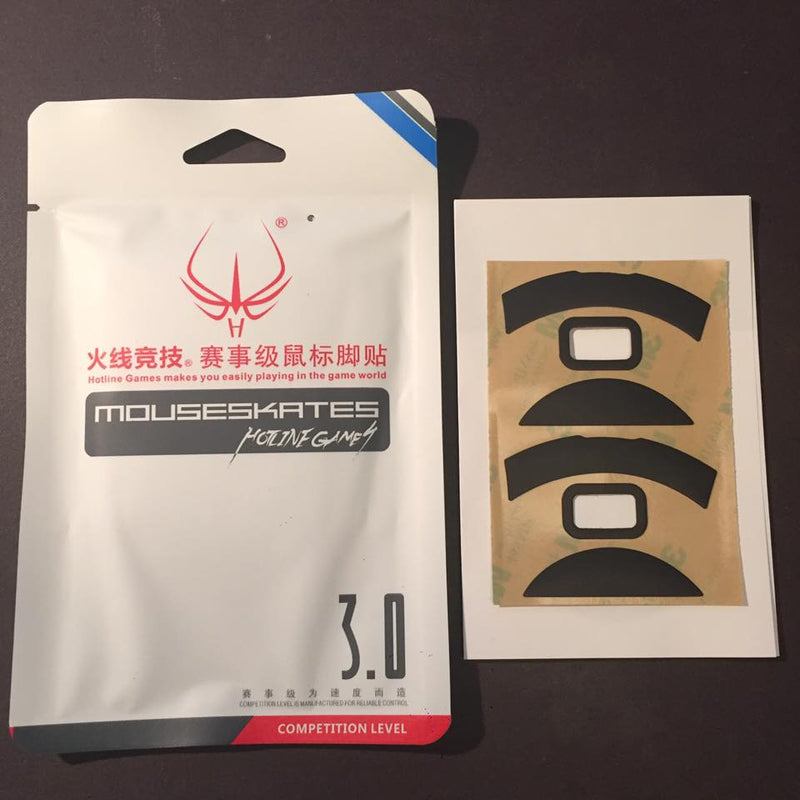 ®
火线竞技® 赛事级鼠标脚贴
Hotline Games makes you easily playing in the game world
MOUSESKATES
HOTLINE GAMES
3.0
赛事级为速度而造
COMPETITION LEVEL IS MANUFACTURED FOR RELIABLE CONTROL
COMPETITION LEVEL